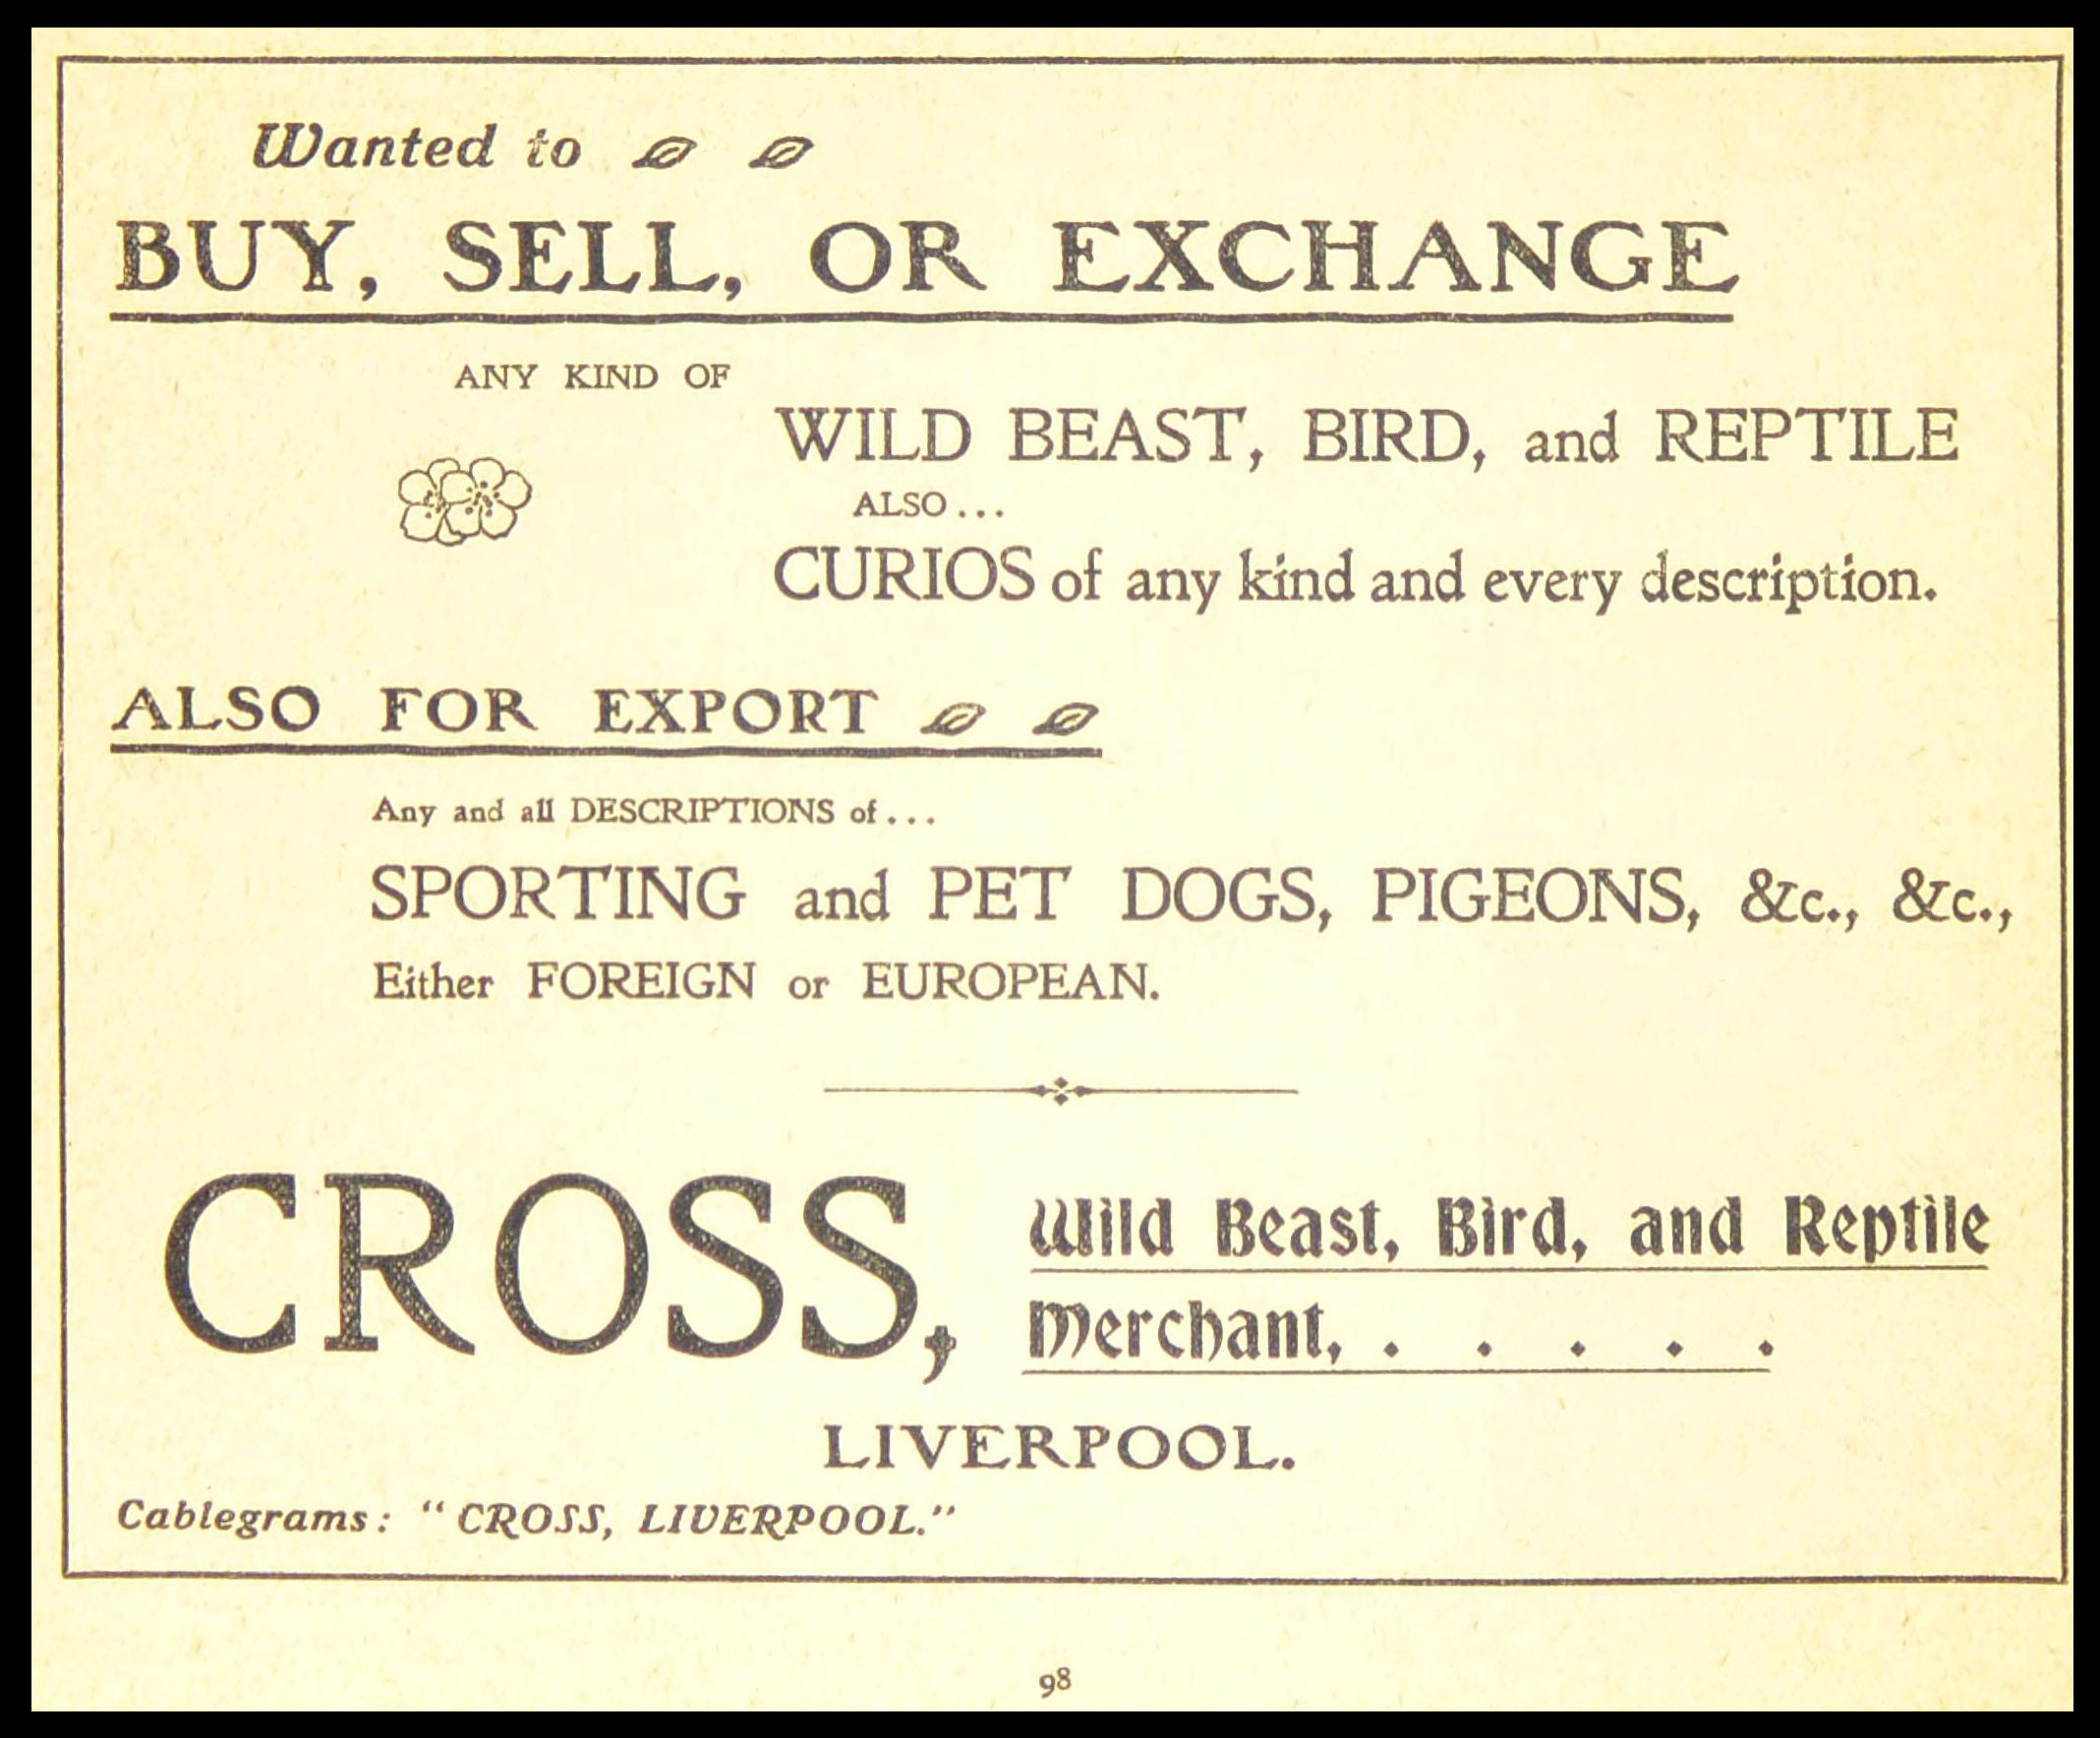 Wanted to
BUY, SELL, OR EXCHANGE
ANY KIND OF
WILD BEAST, BIRD, and REPTILE
ALSO...
CURIOS of any kind and every description.
ALSO FOR EXPORT
Any and all DESCRIPTIONS of...
SPORTING and PET DOGS, PIGEONS, &c., &c.,
Either FOREIGN or EUROPEAN.
CROSS,
Wild Beast, Bird, and Reptile
Merchant, . . . . .
LIVERPOOL.
Cablegrams: "CROSS, LIVERPOOL."
98